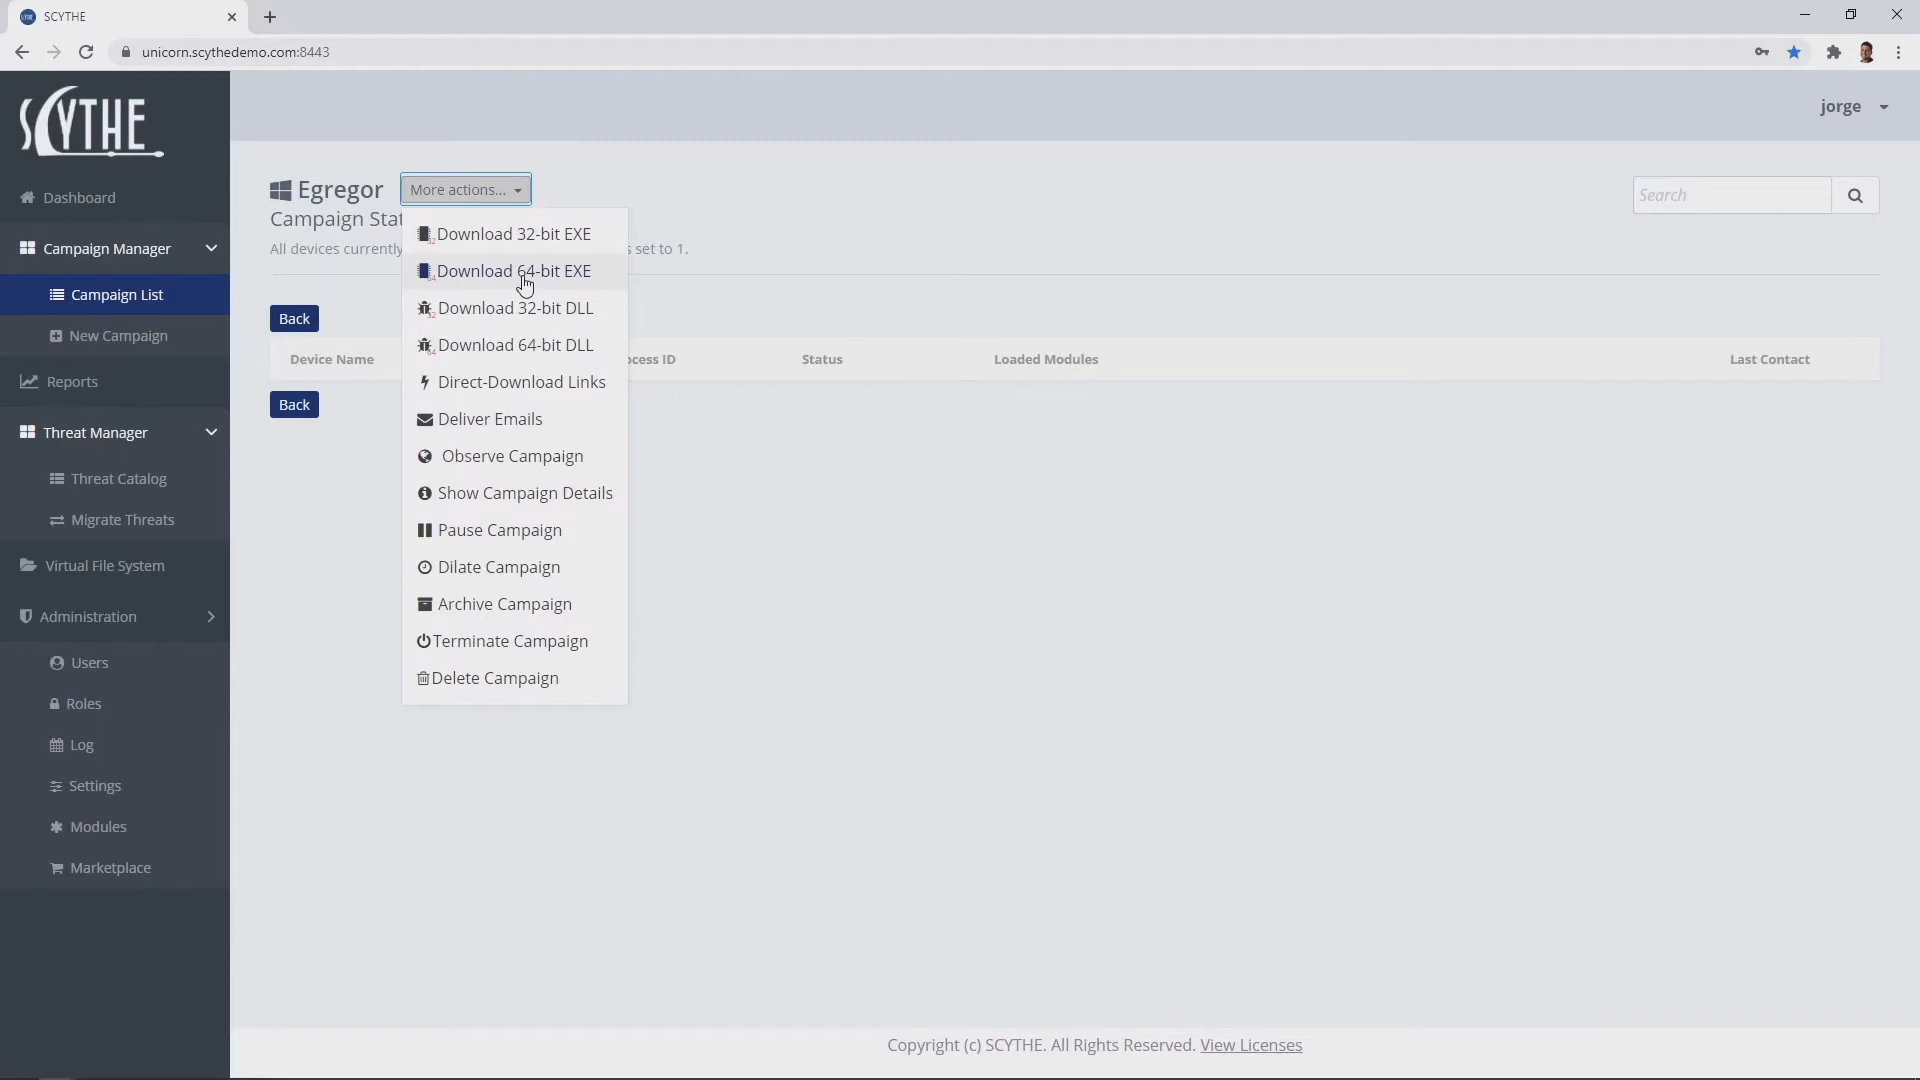 SCYTHE
unicorn.scythedemo.com:8443
SCYTHE
jorge
Dashboard
Campaign Manager
Campaign List
New Campaign
Reports
Threat Manager
Threat Catalog
Migrate Threats
Virtual File System
Administration
Users
Roles
Log
Settings
Modules
Marketplace
Egregor
More actions...
Search
Campaign Stat
All devices currently s set to 1.
Download 32-bit EXE
Download 64-bit EXE
Download 32-bit DLL
Download 64-bit DLL
Direct-Download Links
Deliver Emails
Observe Campaign
Show Campaign Details
Pause Campaign
Dilate Campaign
Archive Campaign
Terminate Campaign
Delete Campaign
Back
Device Name ocess ID Status Loaded Modules Last Contact
Back
Copyright (c) SCYTHE. All Rights Reserved. View Licenses